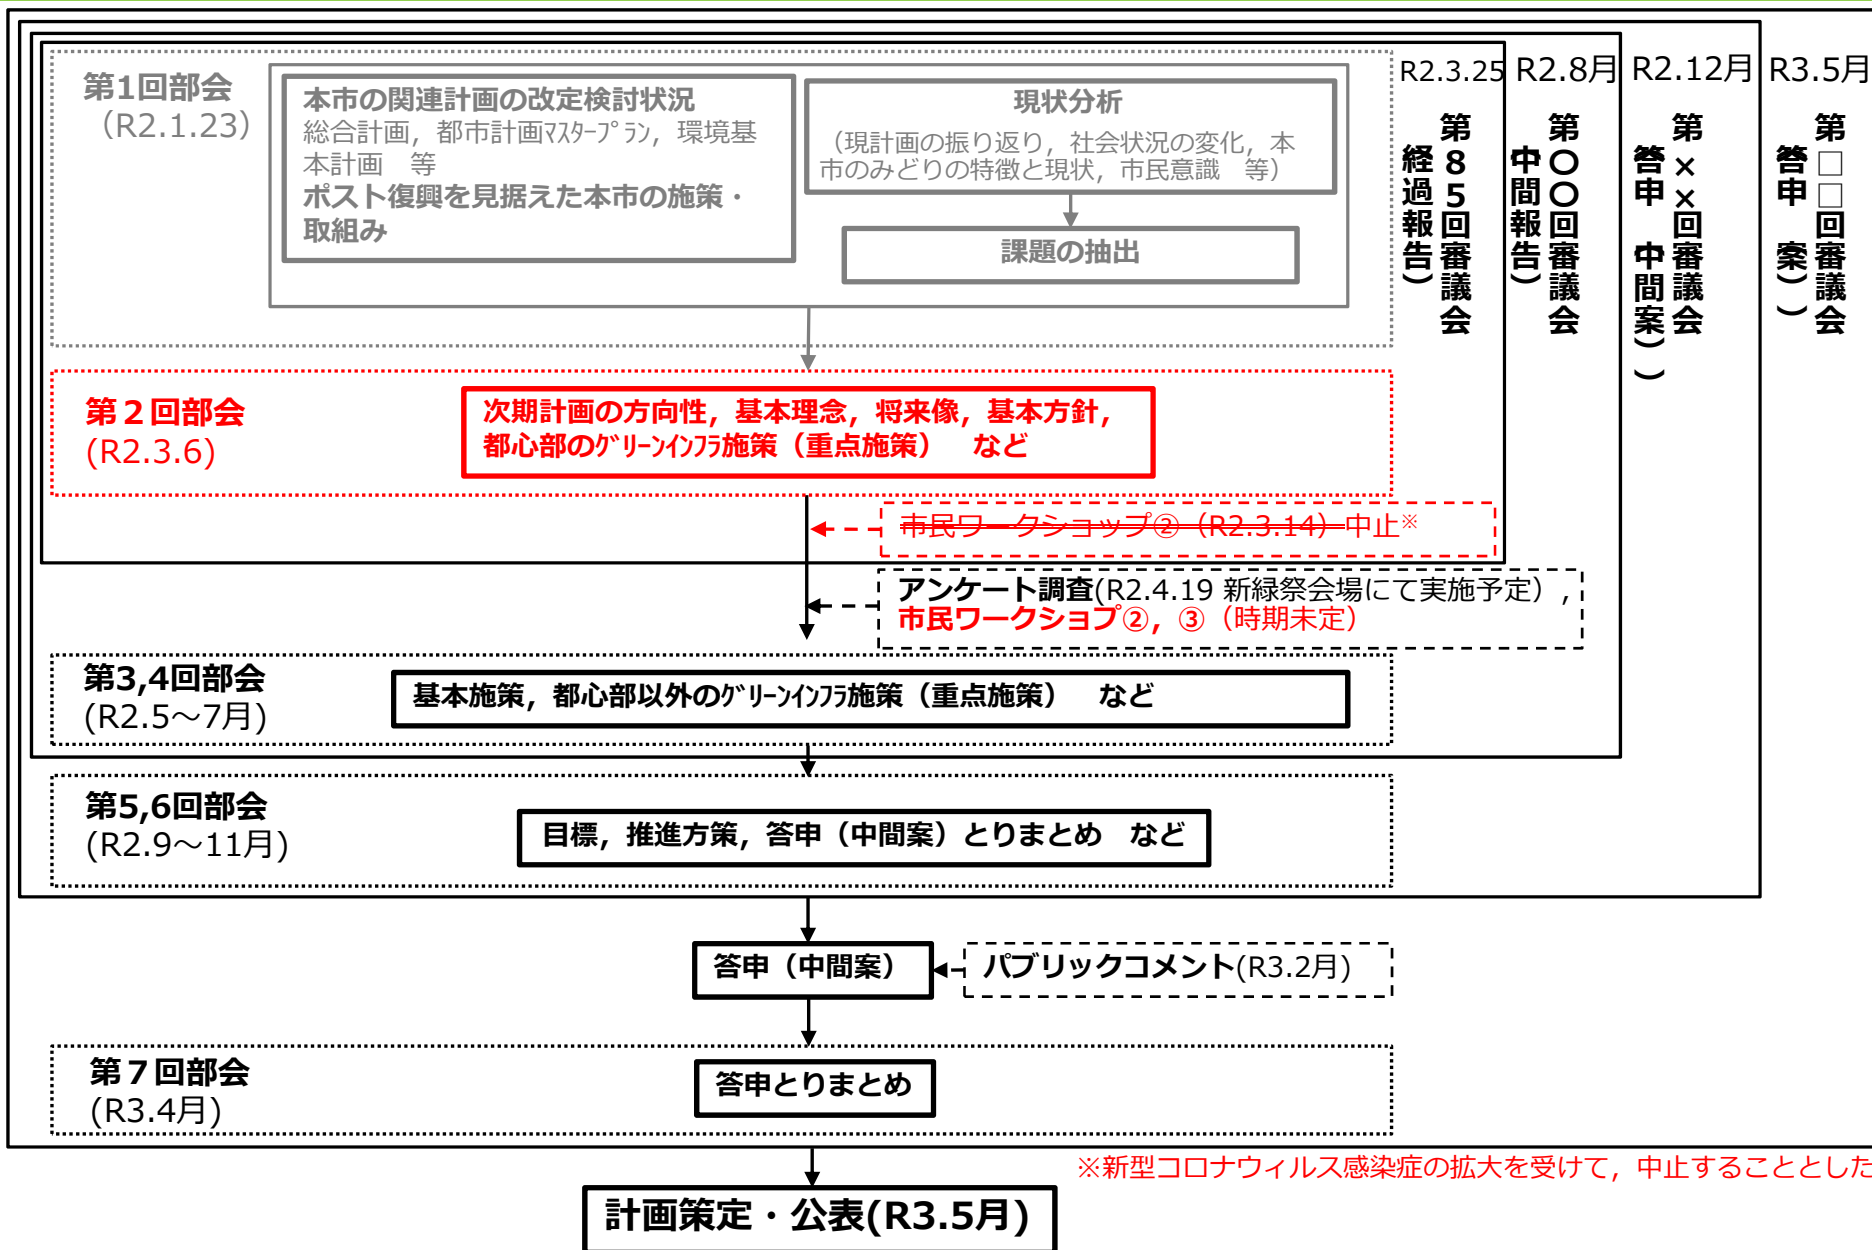 第1回部会
（R2.1.23）
本市の関連計画の改定検討状況
総合計画，都市計画ﾏｽﾀｰﾌﾟﾗﾝ，環境基
本計画　等
ポスト復興を見据えた本市の施策・
取組み
現状分析
（現計画の振り返り，社会状況の変化，本
市のみどりの特徴と現状，市民意識　等）
課題の抽出
R2.3.25
第８５回審議会
経過報告）
R2.8月
第〇〇回審議会
中間報告）
R2.12月
第××回審議会
答申（中間案））
R3.5月
第□□回審議会
答申（案））
第２回部会
(R2.3.6)
次期計画の方向性，基本理念，将来像，基本方針，
都心部のｸﾞﾘｰﾝｲﾝﾌﾗ施策（重点施策）　など
市民ワークショップ②（R2.3.14）中止※
アンケート調査(R2.4.19 新緑祭会場にて実施予定），
市民ワークショプ②，③（時期未定）
第3,4回部会
(R2.5～7月)
基本施策，都心部以外のｸﾞﾘｰﾝｲﾝﾌﾗ施策（重点施策）　など
第5,6回部会
(R2.9～11月)
目標，推進方策，答申（中間案）とりまとめ　など
答申（中間案）
パブリックコメント(R3.2月)
第７回部会
(R3.4月)
答申とりまとめ
※新型コロナウィルス感染症の拡大を受けて，中止することとした
計画策定・公表(R3.5月)